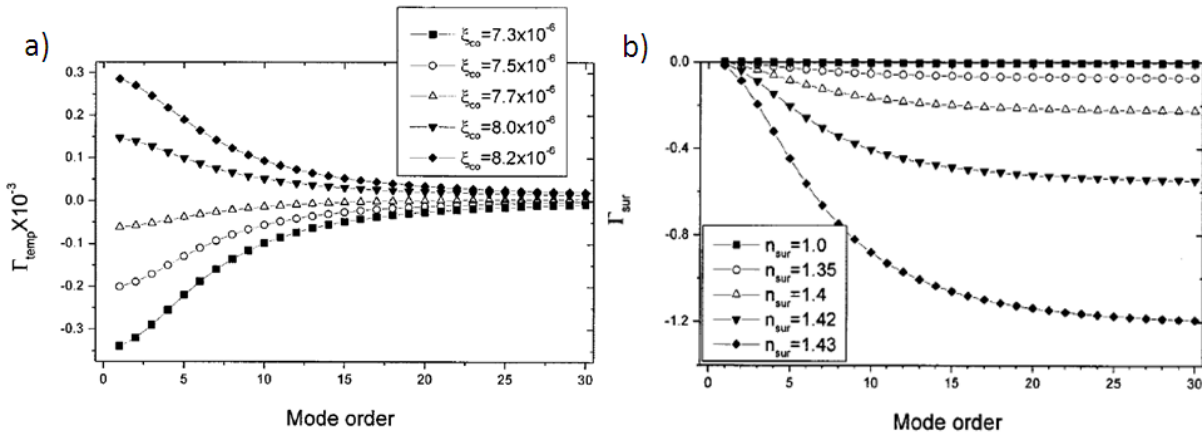 a)
ξco=7.3x10-6
ξco=7.5x10-6
ξco=7.7x10-6
ξco=8.0x10-6
ξco=8.2x10-6
0.3
0.2
0.1
0.0
-0.1
-0.2
-0.3
ΓtempX10-3
0 5 10 15 20 25 30
Mode order
b)
0.0
-0.4
-0.8
-1.2
Γsur
nsur=1.0
nsur=1.35
nsur=1.4
nsur=1.42
nsur=1.43
0 5 10 15 20 25 30
Mode order